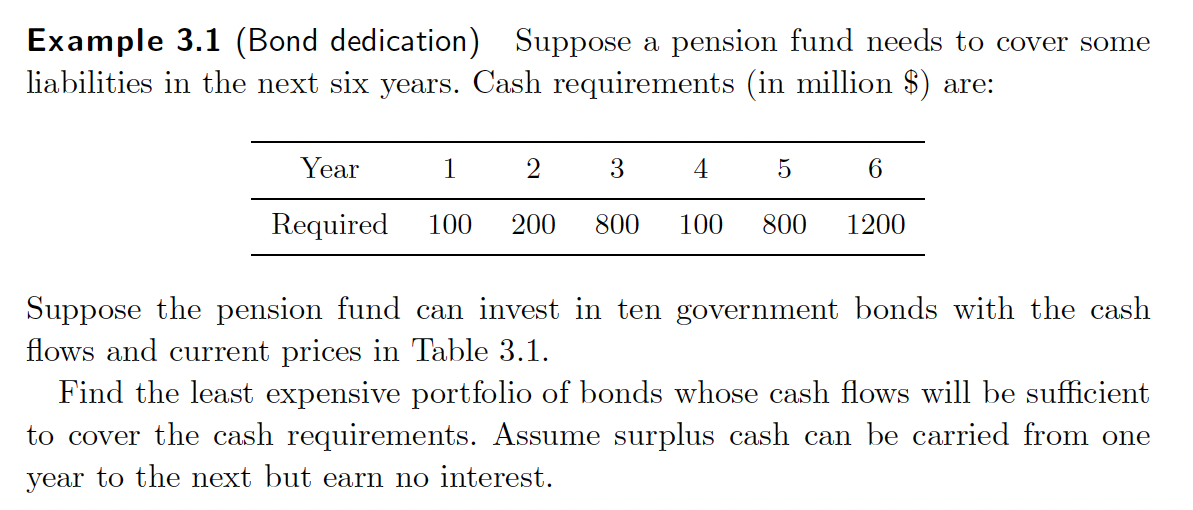 Example 3.1 (Bond dedication) Suppose a pension fund needs to cover some
liabilities in the next six years. Cash requirements (in million $) are:
Year 1 2 3 4 5 6
Required 100 200 800 100 800 1200
Suppose the pension fund can invest in ten government bonds with the cash
flows and current prices in Table 3.1.
Find the least expensive portfolio of bonds whose cash flows will be sufficient
to cover the cash requirements. Assume surplus cash can be carried from one
year to the next but earn no interest.